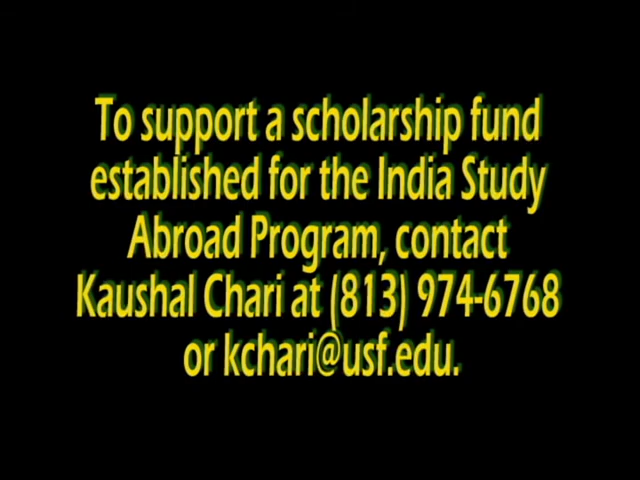 To support a scholarship fund
established for the India Study
Abroad Program, contact
Kaushal Chari at (813) 974-6768
or kchari@usf.edu.